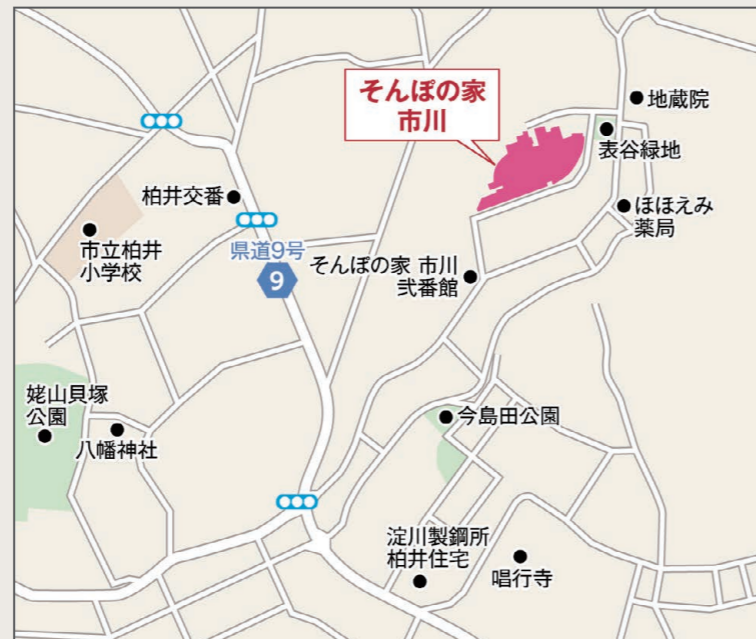 そんぽの家
市川
地蔵院
表谷緑地
柏井交番
ほほえみ
薬局
市立柏井
小学校
県道9号
9
そんぽの家 市川
弐番館
姥山貝塚
公園
八幡神社
今島田公園
淀川製鋼所
柏井住宅
唱行寺